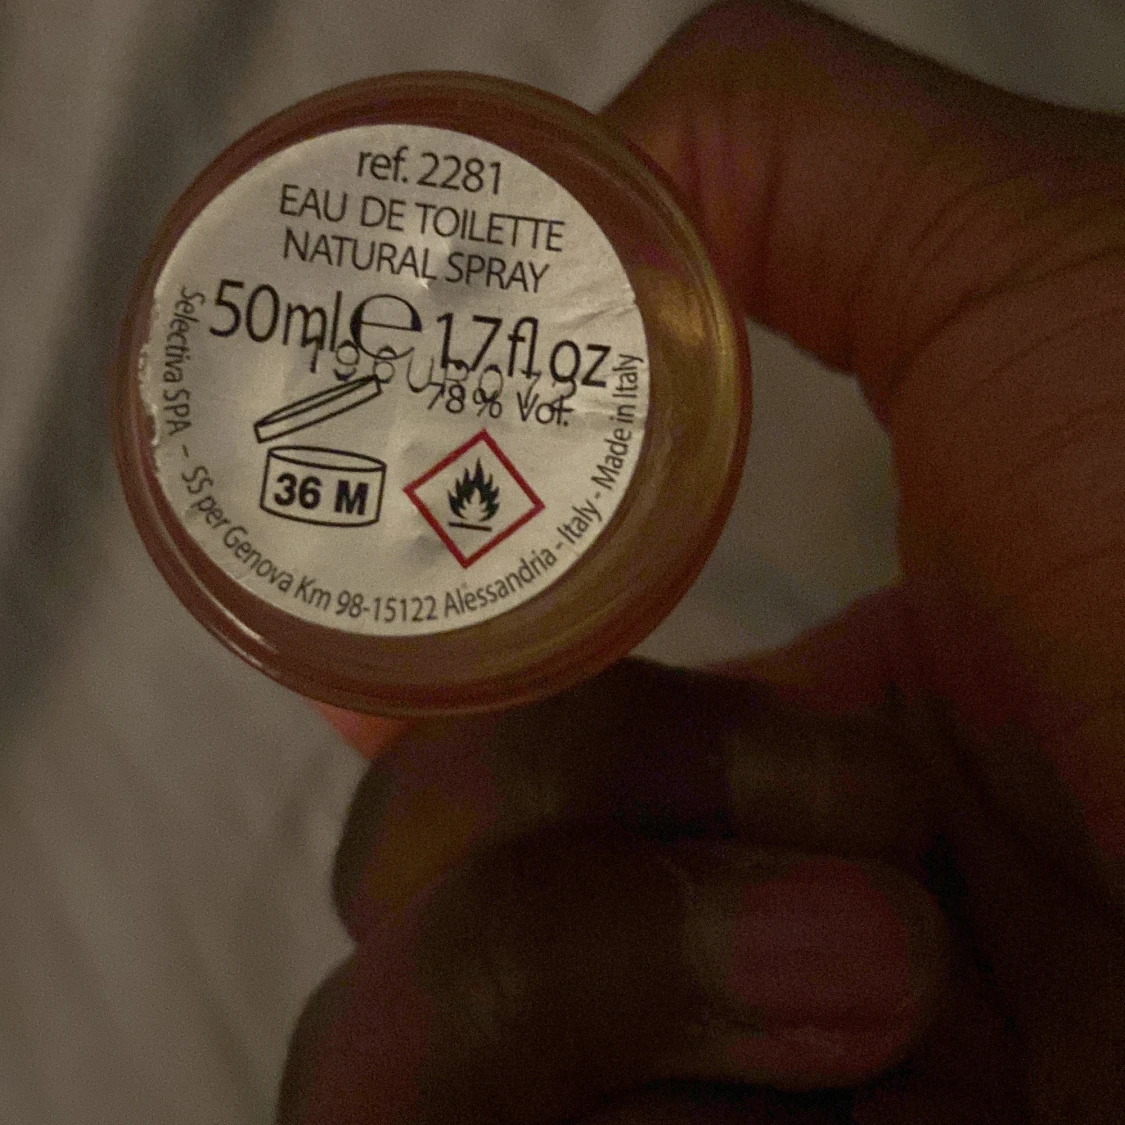 ref. 2281
EAU DE TOILETTE
NATURAL SPRAY
50ml e 1.7fl.oz
78% Vol.
36 M
Selectiva SPA - SS per Genova Km 98-15122 Alessandria - Italy - Made in Italy